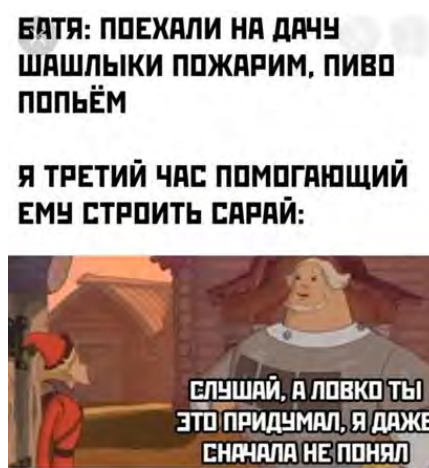 БАТЯ: ПОЕХАЛИ НА ДАЧУ
ШАШЛЫКИ ПОЖАРИМ, ПИВО
ПОПЬЁМ
Я ТРЕТИЙ ЧАС ПОМОГАЮЩИЙ
ЕМУ СТРОИТЬ САРАЙ:
СЛУШАЙ, А ЛОВКО ТЫ
ЭТО ПРИДУМАЛ, Я ДАЖЕ
СНАЧАЛА НЕ ПОНЯЛ